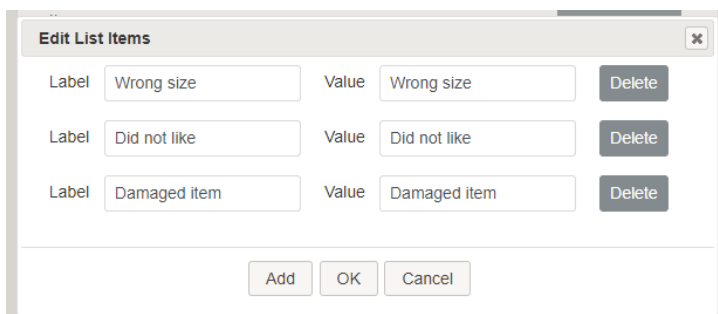 Edit List Items
Label Wrong size Value Wrong size Delete
Label Did not like Value Did not like Delete
Label Damaged item Value Damaged item Delete
Add OK Cancel